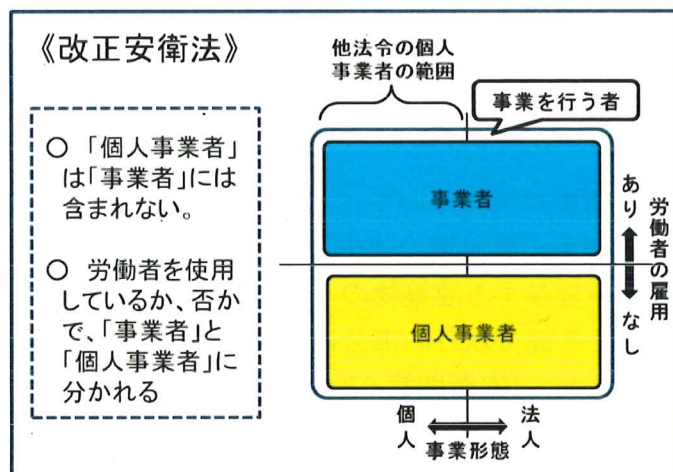 《改正安衛法》
○ 「個人事業者」
は「事業者」には
含まれない。
○ 労働者を使用
しているか、否か
で、「事業者」と
「個人事業者」に
分かれる
他法令の個人
事業者の範囲
事業を行う者
事業者
個人事業者
あり
なし
労働者の雇用
個人
法人
事業形態